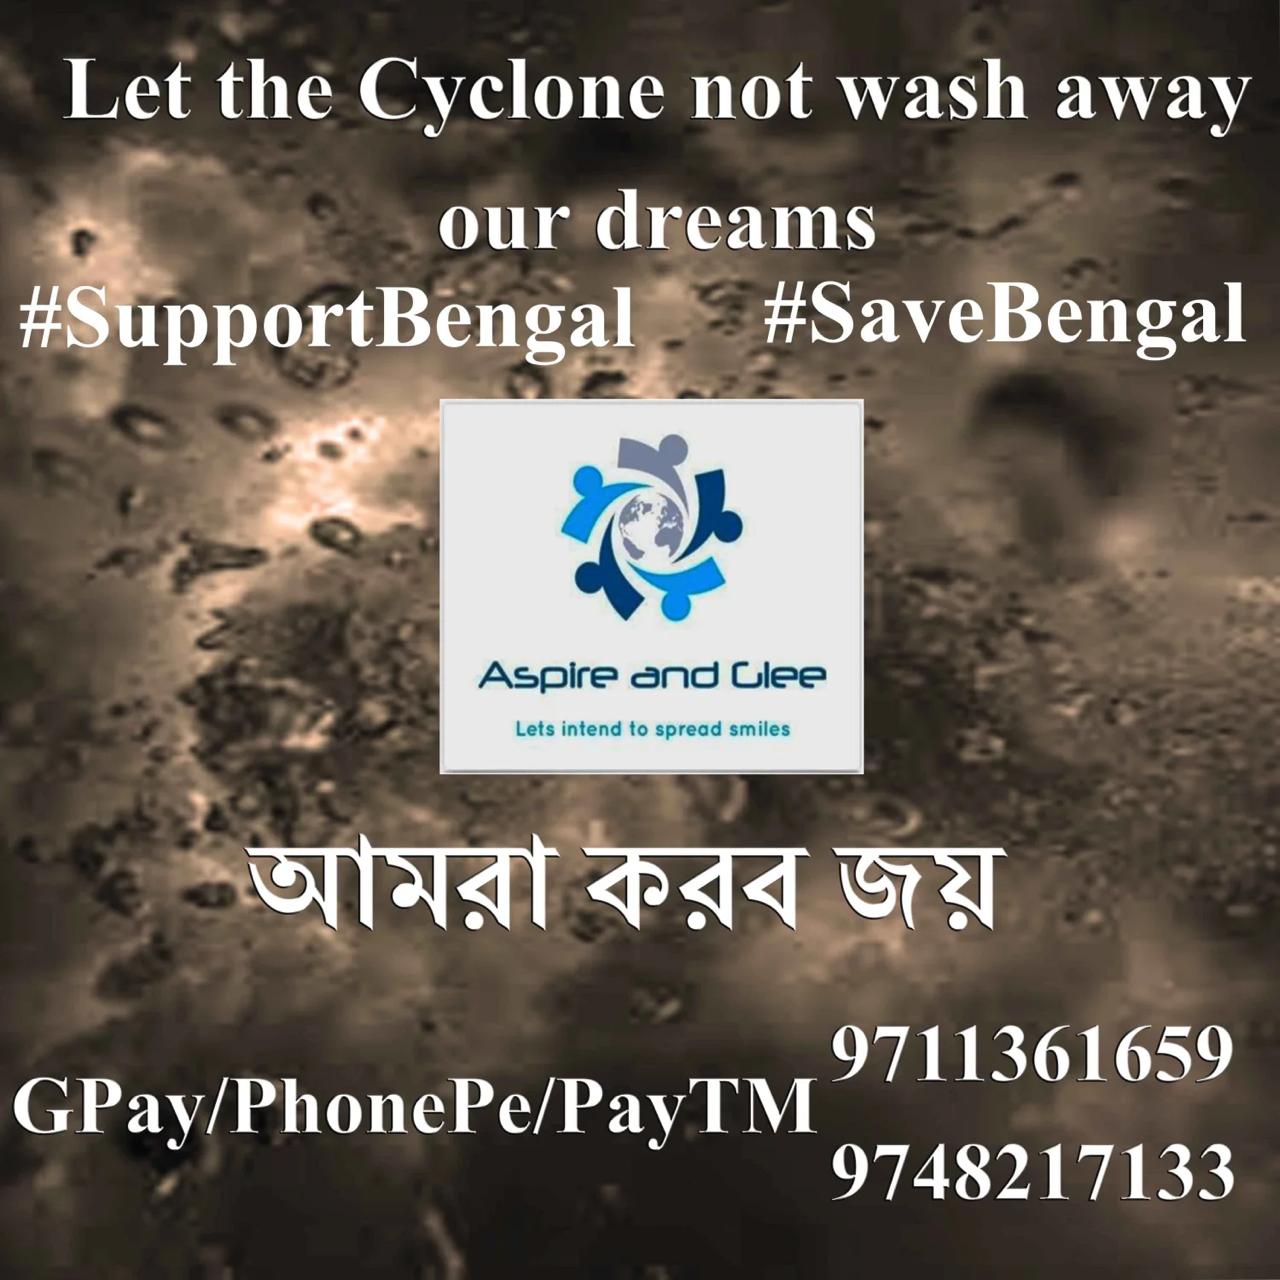 Let the Cyclone not wash away
our dreams
#SupportBengal #SaveBengal
Aspire and Glee
Lets intend to spread smiles
আমরা করব জয়
GPay/PhonePe/PayTM
9711361659
9748217133